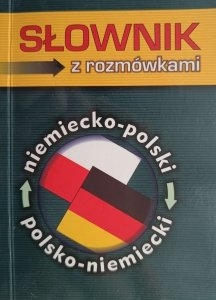 SŁOWNIK
z rozmówkami
niemiecko-polski
polsko-niemiecki